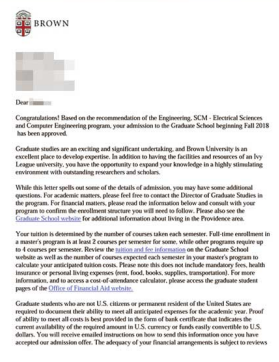 BROWN
Dear
Congratulations! Based on the recommendation of the Engineering, SCM - Electrical Sciences
and Computer Engineering program, your admission to the Graduate School beginning Fall 2018
has been approved.
Graduate studies are an exciting and significant undertaking, and Brown University is an
excellent place to develop expertise. In addition to having the facilities and resources of an Ivy
League university, you have the opportunity to expand your knowledge in a highly stimulating
environment with outstanding researchers and scholars.
While this letter spells out some of the details of admission, you may have some additional
questions. For academic matters, please feel free to contact the Director of Graduate Studies in
the program. For financial matters, please read the information below and consult with your
program to confirm the enrollment structure you will need to follow. Please also see the
Graduate School website for additional information about living in the Providence area.
Your tuition is determined by the number of courses taken each semester. Full-time enrollment in
a master's program is at least 2 courses per semester for some, while other programs require up
to 4 courses per semester. Review the tuition and fee information on the Graduate School
website as well as the number of courses expected each semester in your master's program to
calculate your anticipated tuition costs. Please note this does not include mandatory fees, health
insurance or personal living expenses (rent, food, books, supplies, transportation). For more
information, and to access a cost-of-attendance calculator, please access the graduate student
pages of the Office of Financial Aid website.
Graduate students who are not U.S. citizens or permanent resident of the United States are
required to document their ability to meet all anticipated expenses for the academic year. Proof
of ability to meet all costs is best provided in the form of bank certificate that indicates the
current availability of the required amount in U.S. currency or funds easily convertible to U.S.
dollars. You will receive emailed instructions on how to send this information once you have
accepted our admission offer. The adequacy of your financial arrangements is subject to reviews